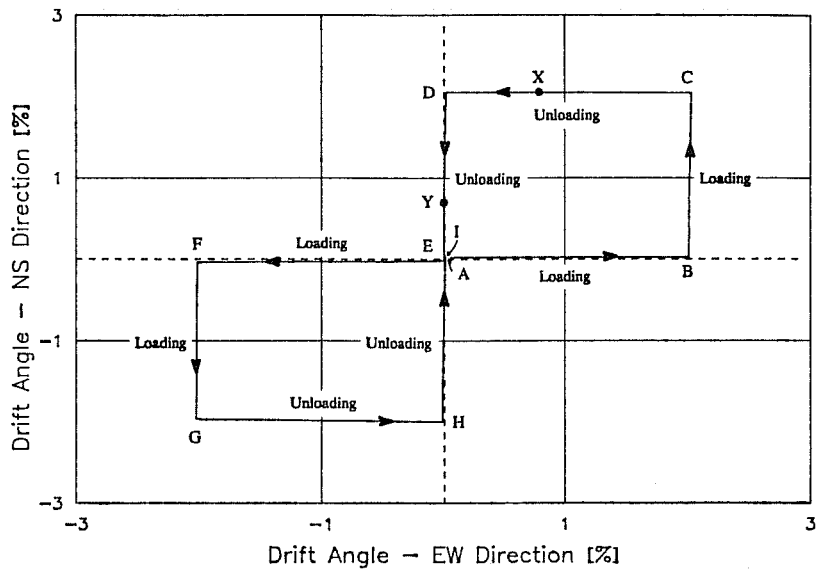 3
D
X
C
Unloading
1
Unloading
Loading
Y
F
Loading
E
I
A
B
Loading
Loading
Unloading
-1
Unloading
G
H
-3
-3
-1
1
3
Drift Angle — NS Direction [%]
Drift Angle — EW Direction [%]